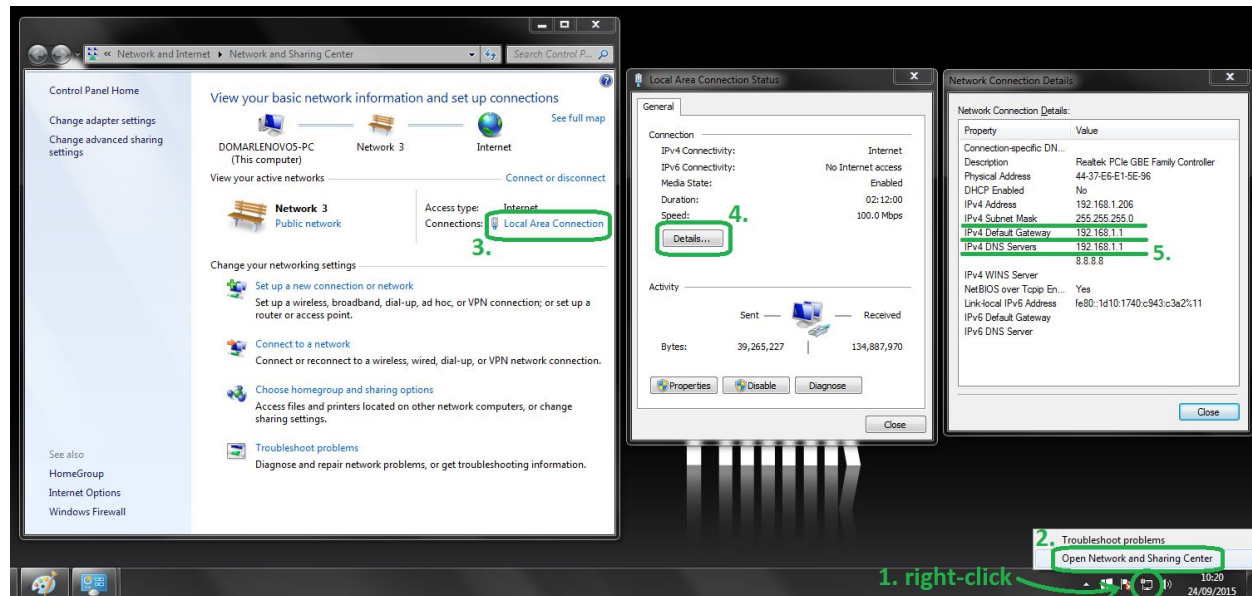 « Network and Internet ▸ Network and Sharing Center
Search Control P...
Control Panel Home
Change adapter settings
Change advanced sharing
settings
See also
HomeGroup
Internet Options
Windows Firewall
View your basic network information and set up connections
See full map
DOMARLENOVO5-PC
(This computer)
Network 3
Internet
View your active networks
Connect or disconnect
Network 3
Public network
Access type: Internet
Connections: Local Area Connection
3.
Change your networking settings
Set up a new connection or network
Set up a wireless, broadband, dial-up, ad hoc, or VPN connection; or set up a
router or access point.
Connect to a network
Connect or reconnect to a wireless, wired, dial-up, or VPN network connection.
Choose homegroup and sharing options
Access files and printers located on other network computers, or change
sharing settings.
Troubleshoot problems
Diagnose and repair network problems, or get troubleshooting information.
Local Area Connection Status
General
Connection
IPv4 Connectivity: Internet
IPv6 Connectivity: No Internet access
Media State: Enabled
Duration: 02:12:00
Speed: 100.0 Mbps
4.
Details...
Activity
Sent — — Received
Bytes: 39,265,227 | 134,887,970
Properties Disable Diagnose
Close
Network Connection Details
Network Connection Details:
Property Value
Connection-specific DN...
Description Realtek PCIe GBE Family Controller
Physical Address 44-37-E6-E1-5E-96
DHCP Enabled No
IPv4 Address 192.168.1.206
IPv4 Subnet Mask 255.255.255.0
IPv4 Default Gateway 192.168.1.1
IPv4 DNS Servers 192.168.1.1
5.
8.8.8.8
IPv4 WINS Server
NetBIOS over Tcpip En... Yes
Link-local IPv6 Address fe80::1d10:1740:c943:c3a2%11
IPv6 Default Gateway
IPv6 DNS Server
Close
2.
Troubleshoot problems
Open Network and Sharing Center
1. right-click
10:20
24/09/2015